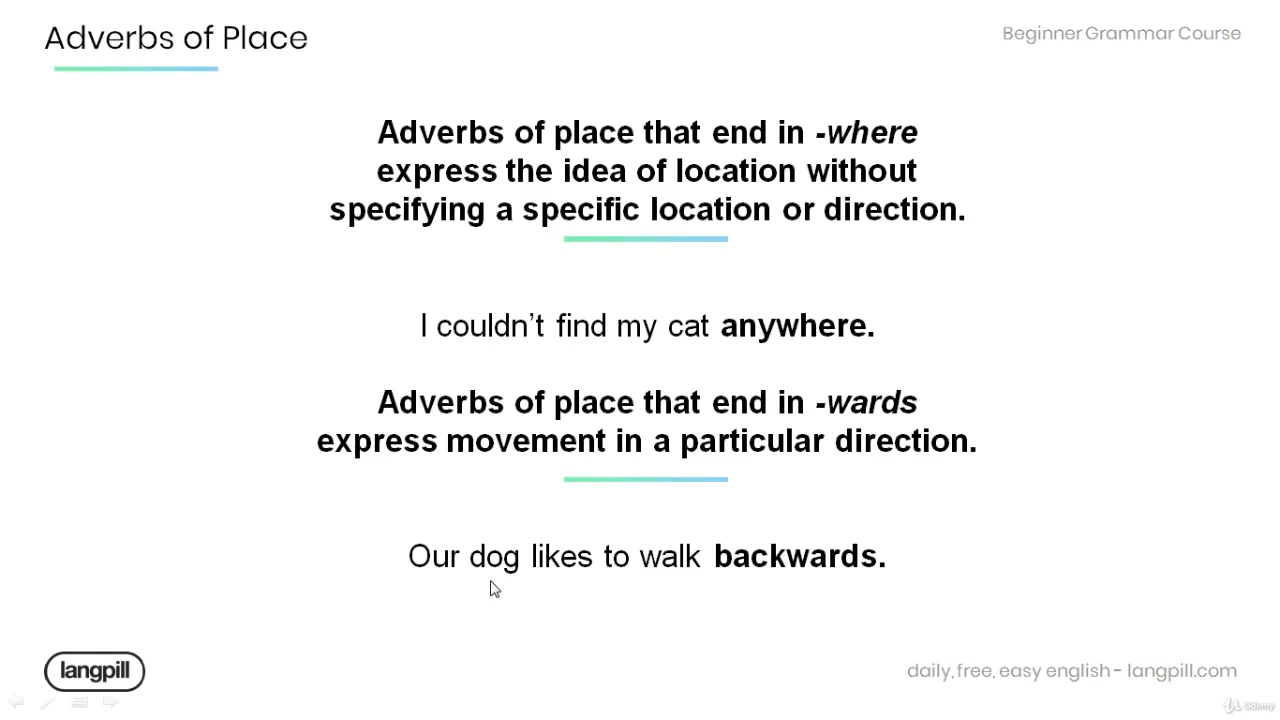 Adverbs of Place
Beginner Grammar Course
Adverbs of place that end in -where
express the idea of location without
specifying a specific location or direction.
I couldn't find my cat anywhere.
Adverbs of place that end in -wards
express movement in a particular direction.
Our dog likes to walk backwards.
langpill
daily, free, easy english - langpill.com
Udemy